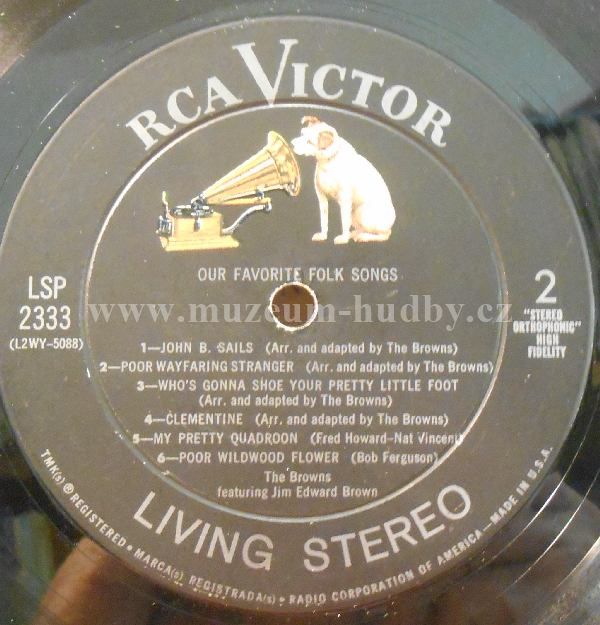 RCA VICTOR
OUR FAVORITE FOLK SONGS
LSP
2333
(L2WY-5088)
2
"STEREO
ORTHOPHONIC"
HIGH
FIDELITY
www.muzeum-hudby.cz
1—JOHN B. SAILS (Arr. and adapted by The Browns)
2—POOR WAYFARING STRANGER (Arr. and adapted by The Browns)
3—WHO'S GONNA SHOE YOUR PRETTY LITTLE FOOT
(Arr. and adapted by The Browns)
4—CLEMENTINE (Arr. and adapted by The Browns)
5—MY PRETTY QUADROON (Fred Howard-Nat Vincent)
6—POOR WILDWOOD FLOWER (Bob Ferguson)
The Browns
featuring Jim Edward Brown
LIVING STEREO
TMK(s) ® REGISTERED • MARCA(s) REGISTRADA(s) • RADIO CORPORATION OF AMERICA—MADE IN U.S.A.